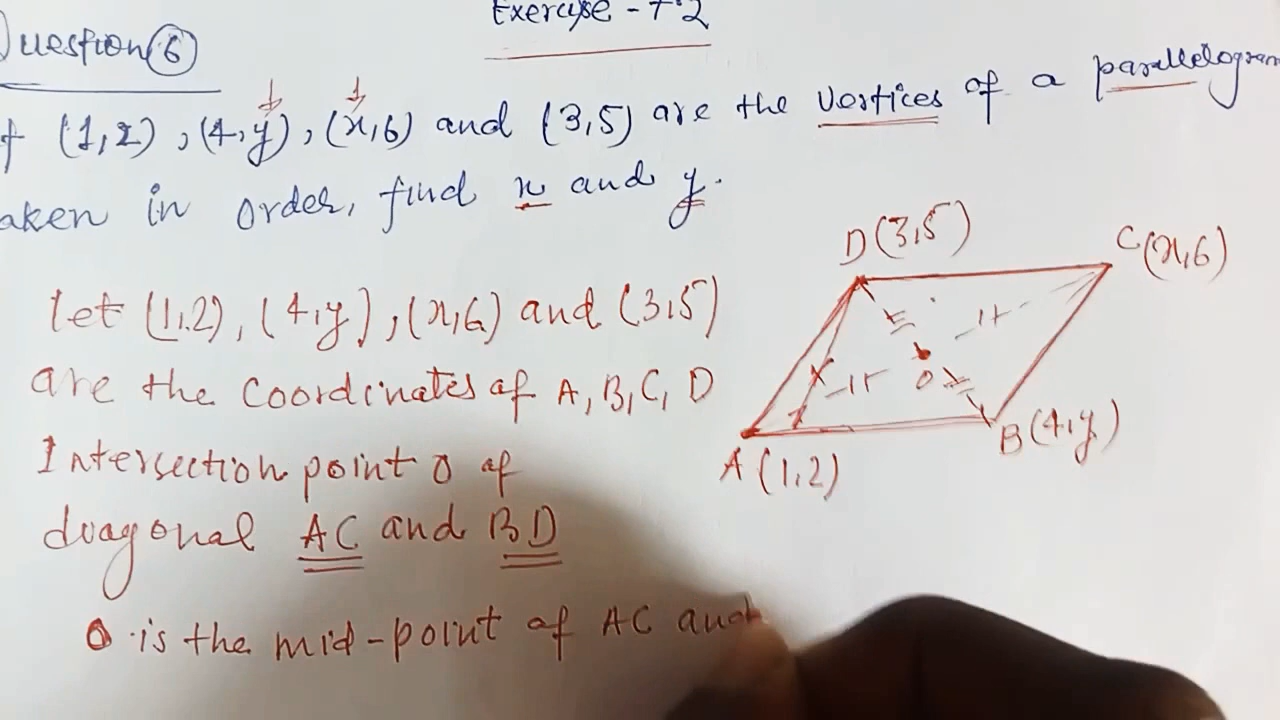 Exercise - 7.2
Question 6
f (1,2), (4,y), (x,6) and (3,5) are the vertices of a parallelogram
aken in order, find x and y.
let (1,2), (4,y), (x,6) and (3,5)
are the coordinates of A, B, C, D
Intersection point O of
diagonal AC and BD
O is the mid-point of AC and
D(3,5)
C(x,6)
O
B(4,y)
A(1,2)